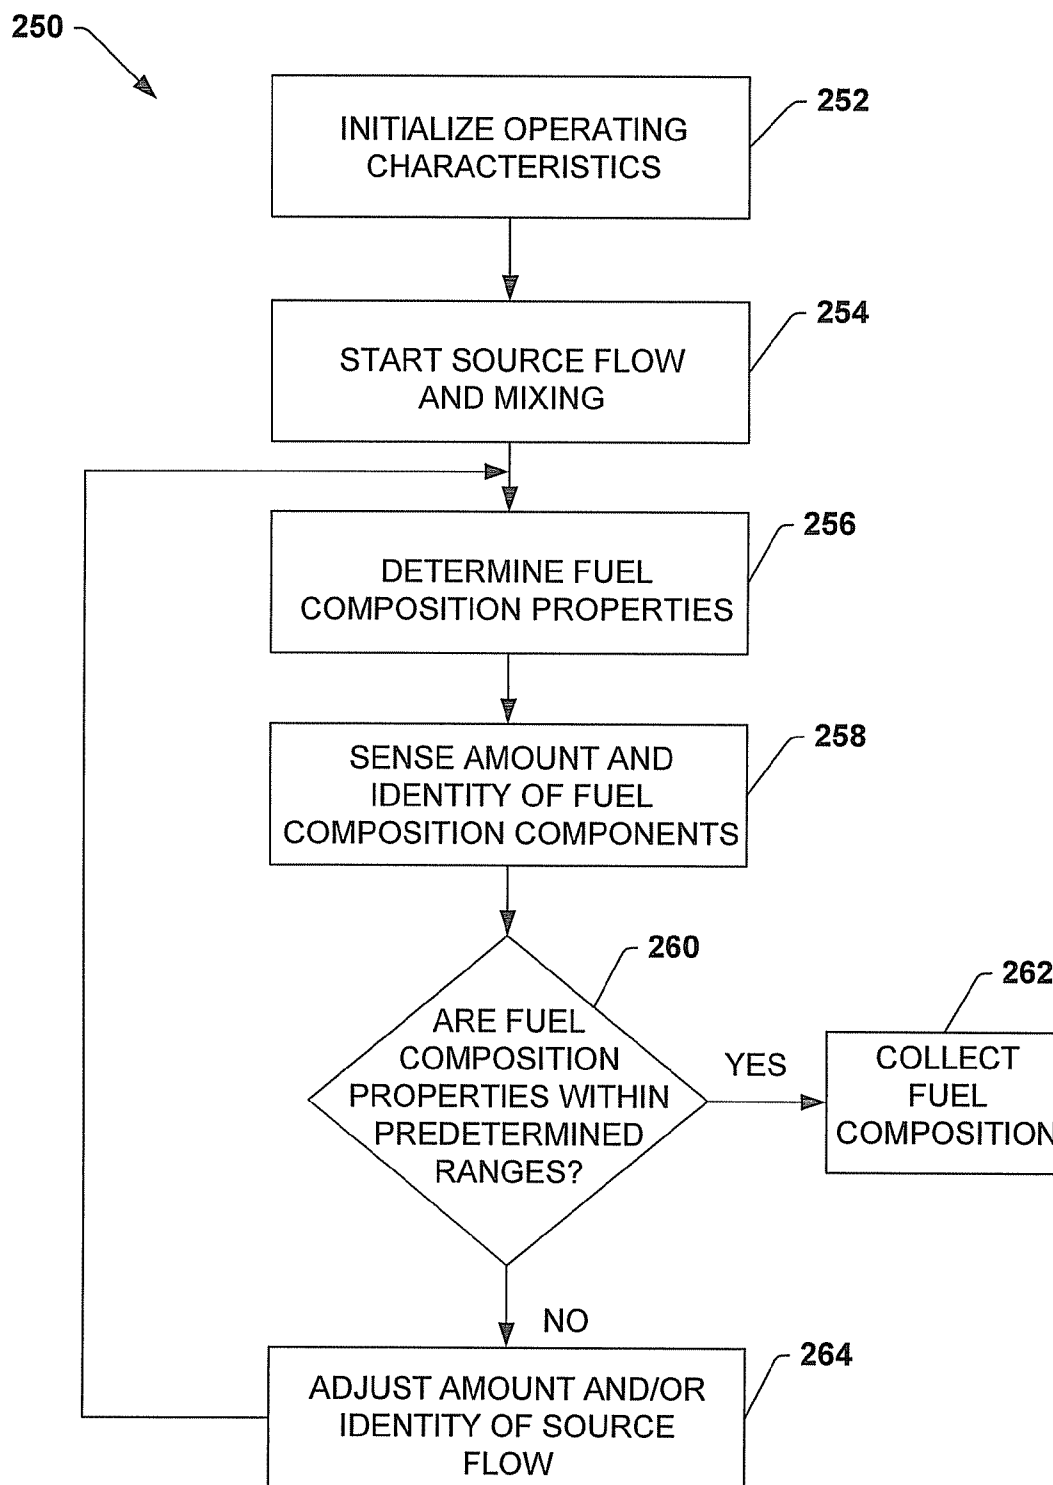 250
252
INITIALIZE OPERATING
CHARACTERISTICS
254
START SOURCE FLOW
AND MIXING
256
DETERMINE FUEL
COMPOSITION PROPERTIES
258
SENSE AMOUNT AND
IDENTITY OF FUEL
COMPOSITION COMPONENTS
260
ARE FUEL
COMPOSITION
PROPERTIES WITHIN
PREDETERMINED
RANGES?
YES
262
COLLECT
FUEL
COMPOSITION
NO
264
ADJUST AMOUNT AND/OR
IDENTITY OF SOURCE
FLOW